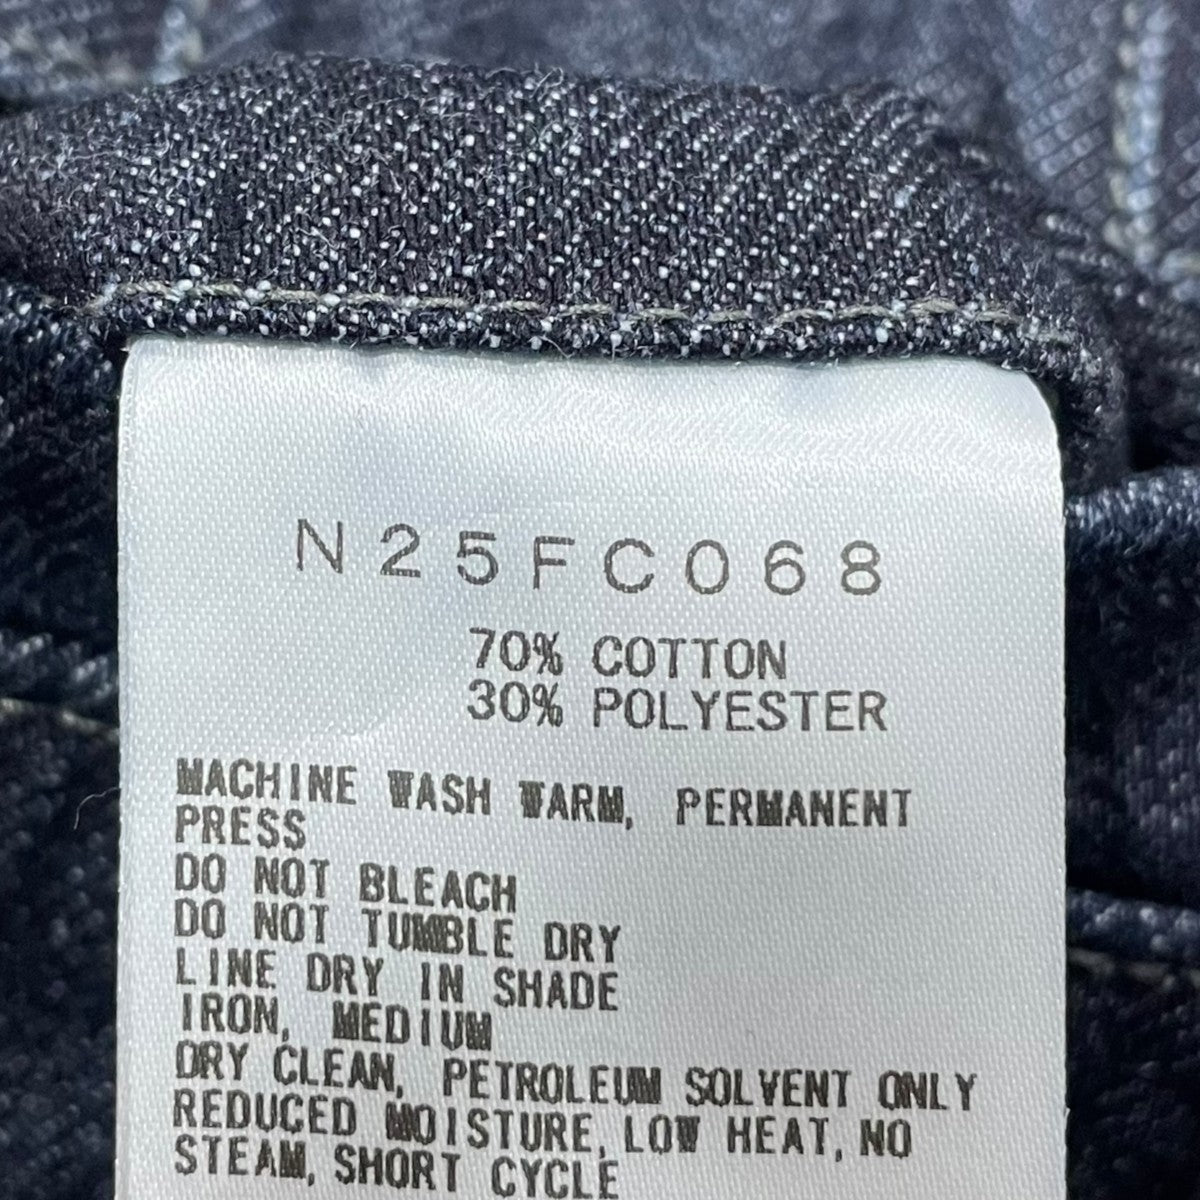 N25FC068
70% COTTON
30% POLYESTER
MACHINE WASH WARM, PERMANENT
PRESS
DO NOT BLEACH
DO NOT TUMBLE DRY
LINE DRY IN SHADE
IRON, MEDIUM
DRY CLEAN, PETROLEUM SOLVENT ONLY
REDUCED MOISTURE, LOW HEAT, NO
STEAM, SHORT CYCLE